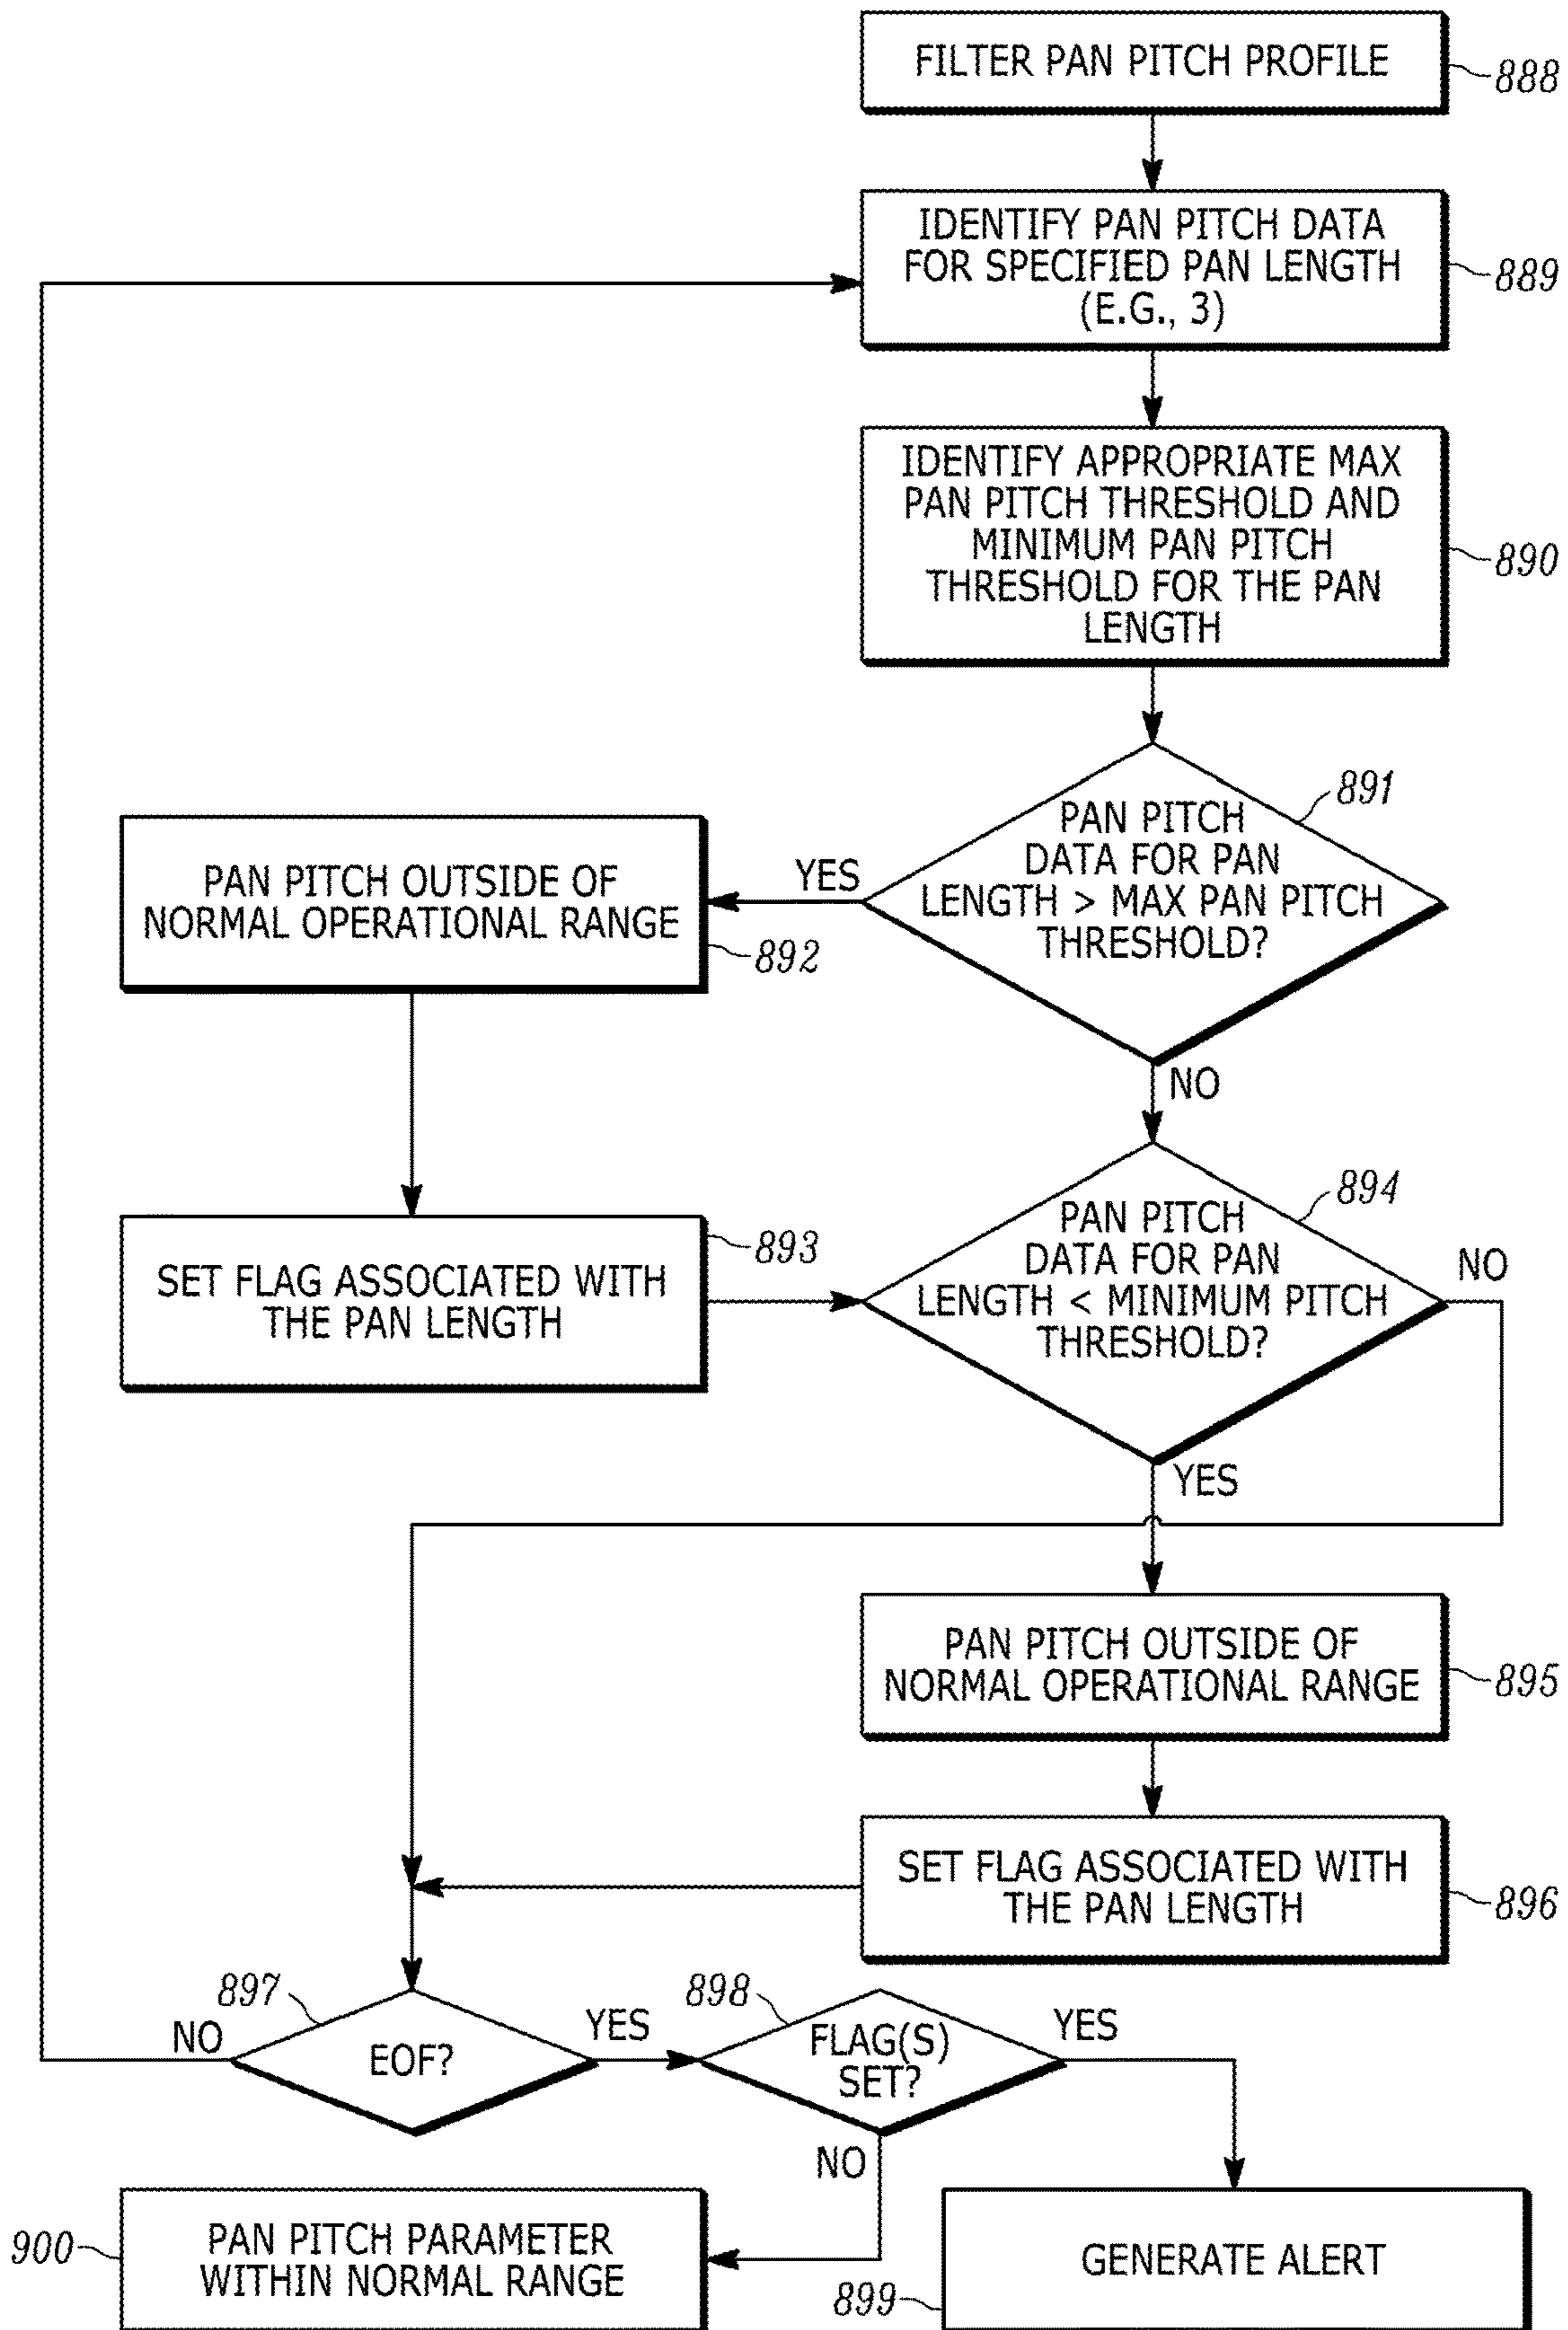 FILTER PAN PITCH PROFILE
888
IDENTIFY PAN PITCH DATA
FOR SPECIFIED PAN LENGTH
(E.G., 3)
889
IDENTIFY APPROPRIATE MAX
PAN PITCH THRESHOLD AND
MINIMUM PAN PITCH
THRESHOLD FOR THE PAN
LENGTH
890
PAN PITCH
DATA FOR PAN
LENGTH > MAX PAN PITCH
THRESHOLD?
891
YES
NO
PAN PITCH OUTSIDE OF
NORMAL OPERATIONAL RANGE
892
SET FLAG ASSOCIATED WITH
THE PAN LENGTH
893
PAN PITCH
DATA FOR PAN
LENGTH < MINIMUM PITCH
THRESHOLD?
894
NO
YES
PAN PITCH OUTSIDE OF
NORMAL OPERATIONAL RANGE
895
SET FLAG ASSOCIATED WITH
THE PAN LENGTH
896
897
EOF?
NO
YES
898
FLAG(S)
SET?
YES
NO
PAN PITCH PARAMETER
WITHIN NORMAL RANGE
900
GENERATE ALERT
899